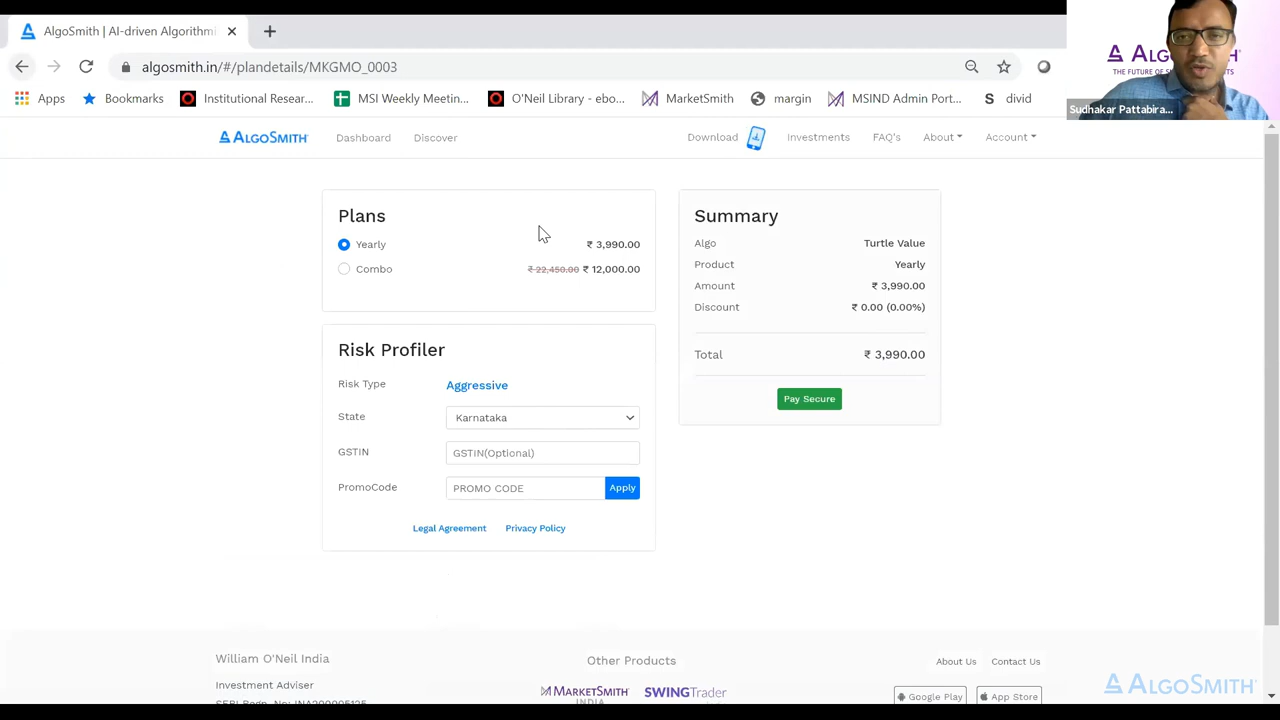 AlgoSmith | AI-driven Algorithmi
algosmith.in/#/plandetails/MKGMO_0003
Apps Bookmarks Institutional Resear... MSI Weekly Meetin... O'Neil Library - ebo... MarketSmith margin MSIND Admin Port... divid
ALGOSMITH
THE FUTURE OF
Sudhakar Pattabira...
ALGOSMITH Dashboard Discover Download Investments FAQ's About Account
Plans
Yearly ₹ 3,990.00
Combo ₹ 22,450.00 ₹ 12,000.00
Summary
Algo Turtle Value
Product Yearly
Amount ₹ 3,990.00
Discount ₹ 0.00 (0.00%)
Total ₹ 3,990.00
Pay Secure
Risk Profiler
Risk Type Aggressive
State Karnataka
GSTIN GSTIN(Optional)
PromoCode PROMO CODE Apply
Legal Agreement Privacy Policy
William O'Neil India
Investment Adviser
Other Products
MARKETSMITH INDIA SWINGTrader
About Us Contact Us
Google Play App Store
ALGOSMITH